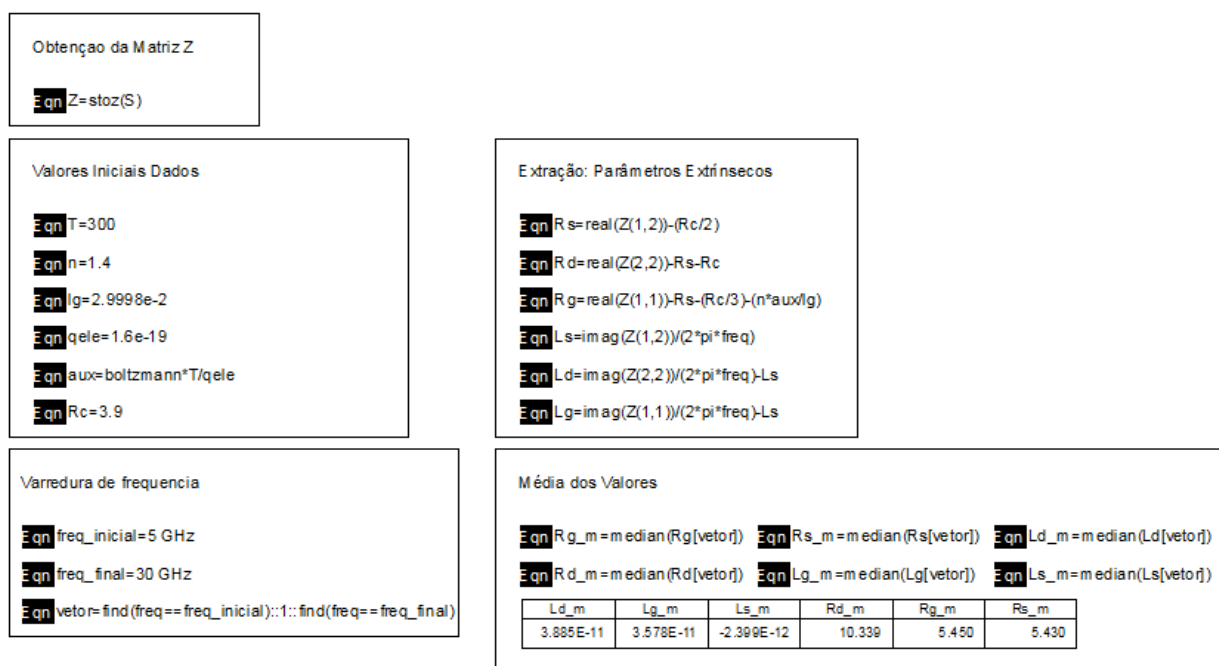 Obtençao da Matriz Z
Eqn Z=stoz(S)
Valores Iniciais Dados
Eqn T=300
Eqn n=1.4
Eqn Ig=2.9998e-2
Eqn qele=1.6e-19
Eqn aux=boltzmann*T/qele
Eqn Rc=3.9
Extração: Parâmetros Extrínsecos
Eqn Rs=real(Z(1,2))-(Rc/2)
Eqn Rd=real(Z(2,2))-Rs-Rc
Eqn Rg=real(Z(1,1))-Rs-(Rc/3)-(n*aux/Ig)
Eqn Ls=imag(Z(1,2))/(2*pi*freq)
Eqn Ld=imag(Z(2,2))/(2*pi*freq)-Ls
Eqn Lg=imag(Z(1,1))/(2*pi*freq)-Ls
Varredura de frequencia
Eqn freq_inicial=5 GHz
Eqn freq_final=30 GHz
Eqn vetor=find(freq==freq_inicial)::1::find(freq==freq_final)
Média dos Valores
Eqn Rg_m=median(Rg[vetor]) Eqn Rs_m=median(Rs[vetor]) Eqn Ld_m=median(Ld[vetor])
Eqn Rd_m=median(Rd[vetor]) Eqn Lg_m=median(Lg[vetor]) Eqn Ls_m=median(Ls[vetor])
Ld_m Lg_m Ls_m Rd_m Rg_m Rs_m
3.885E-11 3.578E-11 -2.399E-12 10.339 5.450 5.430